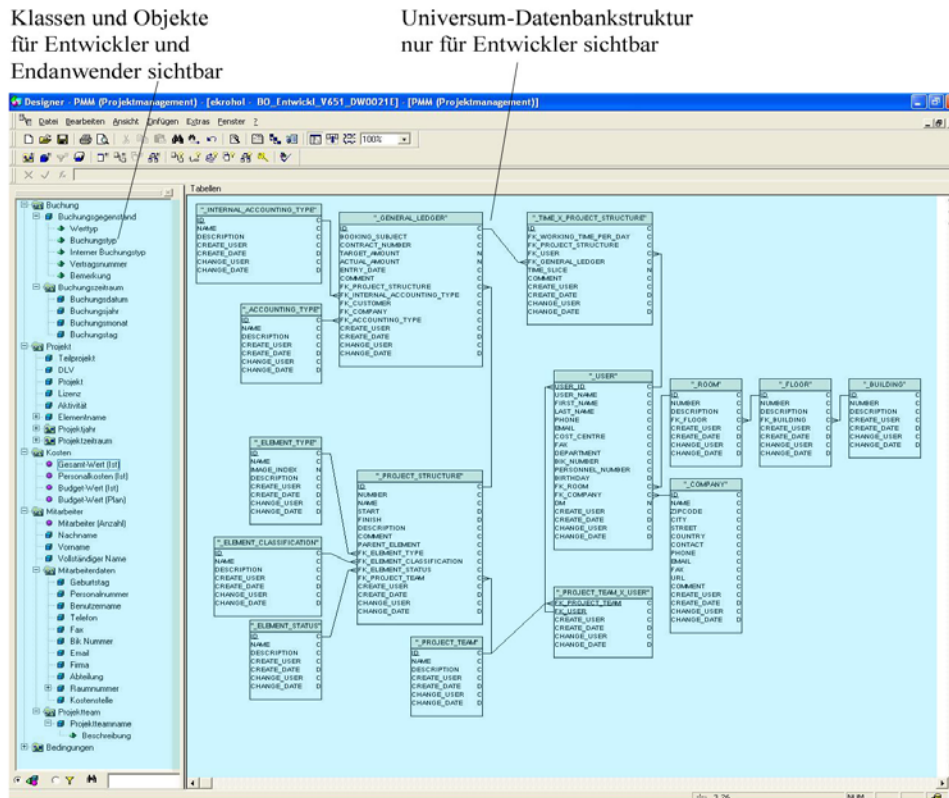 Klassen und Objekte
für Entwickler und
Endanwender sichtbar
Universum-Datenbankstruktur
nur für Entwickler sichtbar
Designer - PMM (Projektmanagement) - [ekrohol - BO_Entwickl_V651_DW0021E] - [PMM (Projektmanagement)]
Datei Bearbeiten Ansicht Einfügen Extras Fenster ?
100%
Buchung
Buchungsgegenstand
Werttyp
Buchungstyp
Interner Buchungstyp
Vertragsnummer
Bemerkung
Buchungszeitraum
Buchungsdatum
Buchungsjahr
Buchungsmonat
Buchungstag
Projekt
Teilprojekt
DLV
Projekt
Lizenz
Aktivität
Elementname
Projektjahr
Projektzeitraum
Kosten
Gesamt-Wert (Ist)
Personalkosten (Ist)
Budget-Wert (Ist)
Budget-Wert (Plan)
Mitarbeiter
Mitarbeiter (Anzahl)
Nachname
Vorname
Vollständiger Name
Mitarbeiterdaten
Geburtstag
Personalnummer
Benutzername
Telefon
Fax
Bik Nummer
Email
Firma
Abteilung
Raumnummer
Kostenstelle
Projektteam
Projektteamname
Beschreibung
Bedingungen
Tabellen
"_INTERNAL_ACCOUNTING_TYPE"
ID C
NAME C
DESCRIPTION C
CREATE_USER C
CREATE_DATE D
CHANGE_USER C
CHANGE_DATE D
"_GENERAL_LEDGER"
ID C
BOOKING_SUBJECT C
CONTRACT_NUMBER C
TARGET_AMOUNT N
ACTUAL_AMOUNT N
ENTRY_DATE D
COMMENT C
FK_PROJECT_STRUCTURE C
FK_INTERNAL_ACCOUNTING_TYPE C
FK_CUSTOMER C
FK_COMPANY C
FK_ACCOUNTING_TYPE C
CREATE_USER C
CREATE_DATE D
CHANGE_USER C
CHANGE_DATE D
"_TIME_X_PROJECT_STRUCTURE"
ID C
FK_WORKING_TIME_PER_DAY C
FK_PROJECT_STRUCTURE C
FK_USER C
FK_GENERAL_LEDGER C
TIME_SLICE N
COMMENT C
CREATE_USER C
CREATE_DATE D
CHANGE_USER C
CHANGE_DATE D
"_ACCOUNTING_TYPE"
ID C
NAME C
DESCRIPTION C
CREATE_USER C
CREATE_DATE D
CHANGE_USER C
CHANGE_DATE D
"_USER"
USER_ID C
USER_NAME C
FIRST_NAME C
LAST_NAME C
PHONE C
EMAIL C
COST_CENTRE C
FAX C
DEPARTMENT C
BIK_NUMBER C
PERSONNEL_NUMBER C
BIRTHDAY D
FK_ROOM C
FK_COMPANY C
DM N
CREATE_USER C
CREATE_DATE D
CHANGE_USER C
CHANGE_DATE D
"_ROOM"
ID C
NUMBER C
DESCRIPTION C
FK_FLOOR C
CREATE_USER C
CREATE_DATE D
CHANGE_USER C
CHANGE_DATE D
"_FLOOR"
ID C
NUMBER C
DESCRIPTION C
FK_BUILDING C
CREATE_USER C
CREATE_DATE D
CHANGE_USER C
CHANGE_DATE D
"_BUILDING"
ID C
NUMBER C
DESCRIPTION C
CREATE_USER C
CREATE_DATE D
CHANGE_USER C
CHANGE_DATE D
"_ELEMENT_TYPE"
ID C
NAME C
IMAGE_INDEX N
DESCRIPTION C
CREATE_USER C
CREATE_DATE D
CHANGE_USER C
CHANGE_DATE D
"_PROJECT_STRUCTURE"
ID C
NUMBER C
NAME C
START D
FINISH D
DESCRIPTION C
COMMENT C
PARENT_ELEMENT C
FK_ELEMENT_TYPE C
FK_ELEMENT_CLASSIFICATION C
FK_ELEMENT_STATUS C
FK_PROJECT_TEAM C
CREATE_USER C
CREATE_DATE D
CHANGE_USER C
CHANGE_DATE D
"_COMPANY"
ID C
NAME C
ZIPCODE C
CITY C
STREET C
COUNTRY C
CONTACT C
PHONE C
EMAIL C
FAX C
URL C
COMMENT C
CREATE_USER C
CREATE_DATE D
CHANGE_USER C
CHANGE_DATE D
"_ELEMENT_CLASSIFICATION"
ID C
NAME C
DESCRIPTION C
CREATE_USER C
CREATE_DATE D
CHANGE_USER C
CHANGE_DATE D
"_ELEMENT_STATUS"
ID C
NAME C
DESCRIPTION C
CREATE_USER C
CREATE_DATE D
CHANGE_USER C
CHANGE_DATE D
"_PROJECT_TEAM"
ID C
NAME C
DESCRIPTION C
CREATE_USER C
CREATE_DATE D
CHANGE_USER C
CHANGE_DATE D
"_PROJECT_TEAM_X_USER"
FK_PROJECT_TEAM C
FK_USER C
CREATE_USER C
CREATE_DATE D
CHANGE_USER C
CHANGE_DATE D